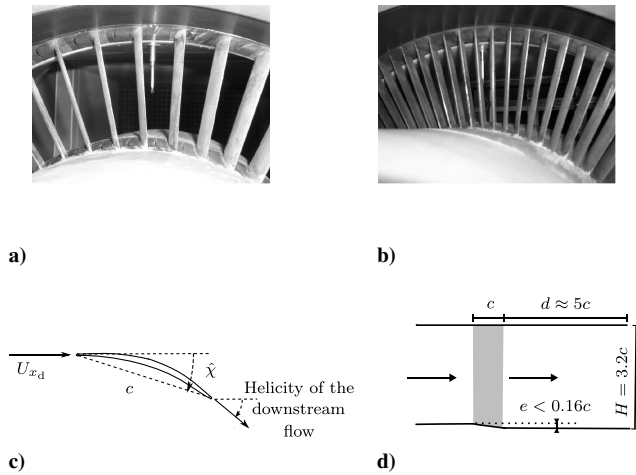 a)
b)
U_{x_d}
c
χ̂
Helicity of the
downstream
flow
c)
c
d ≈ 5c
H = 3.2c
e < 0.16c
d)